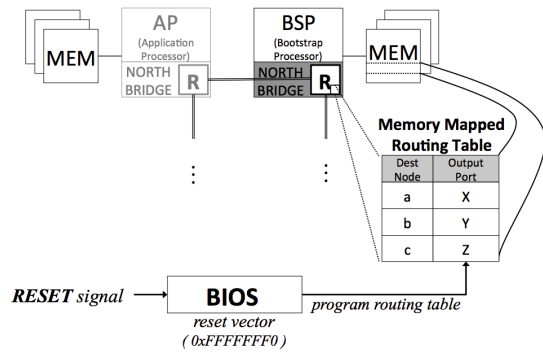 MEM
AP
(Application
Processor)
NORTH
BRIDGE
R
BSP
(Bootstrap
Processor)
NORTH
BRIDGE
R
MEM
Memory Mapped
Routing Table
Dest Node	Output Port
a	X
b	Y
c	Z
RESET signal
BIOS
program routing table
reset vector
( 0xFFFFFFF0 )